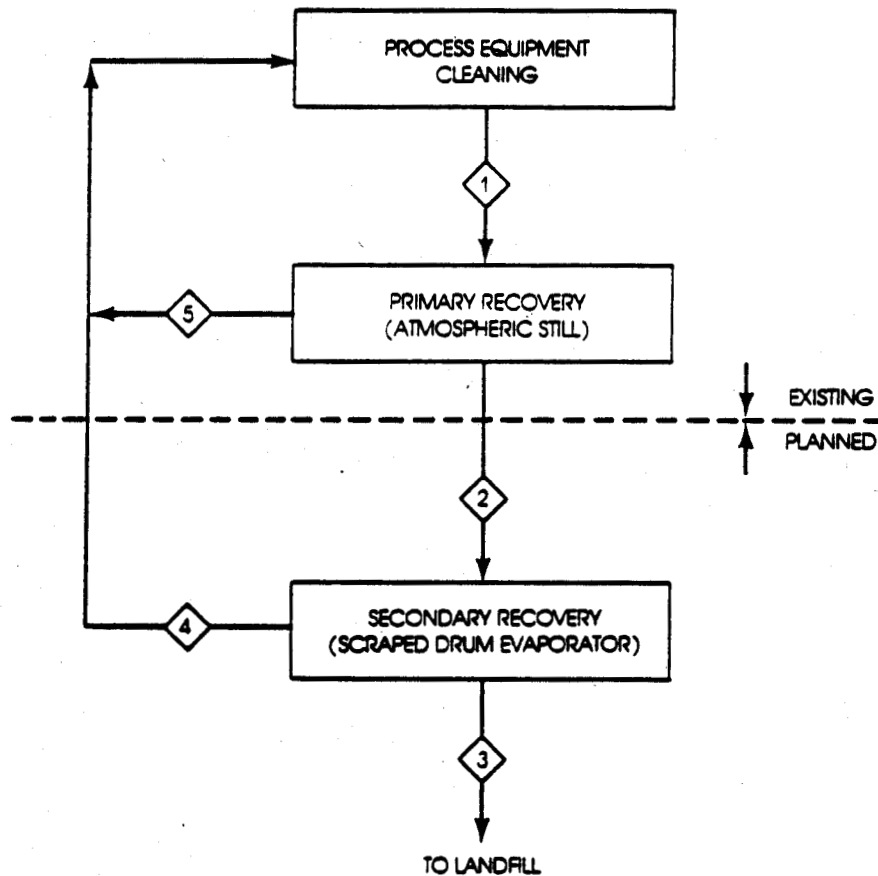 PROCESS EQUIPMENT
CLEANING
1
PRIMARY RECOVERY
(ATMOSPHERIC STILL)
5
EXISTING
PLANNED
2
SECONDARY RECOVERY
(SCRAPED DRUM EVAPORATOR)
4
3
TO LANDFILL